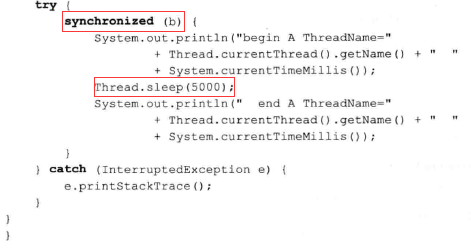 try {
synchronized (b) {
System.out.println("begin A ThreadName="
+ Thread.currentThread().getName() + "  "
+ System.currentTimeMillis());
Thread.sleep(5000);
System.out.println("  end A ThreadName="
+ Thread.currentThread().getName() + "  "
+ System.currentTimeMillis());
}
} catch (InterruptedException e) {
e.printStackTrace();
}
}
}